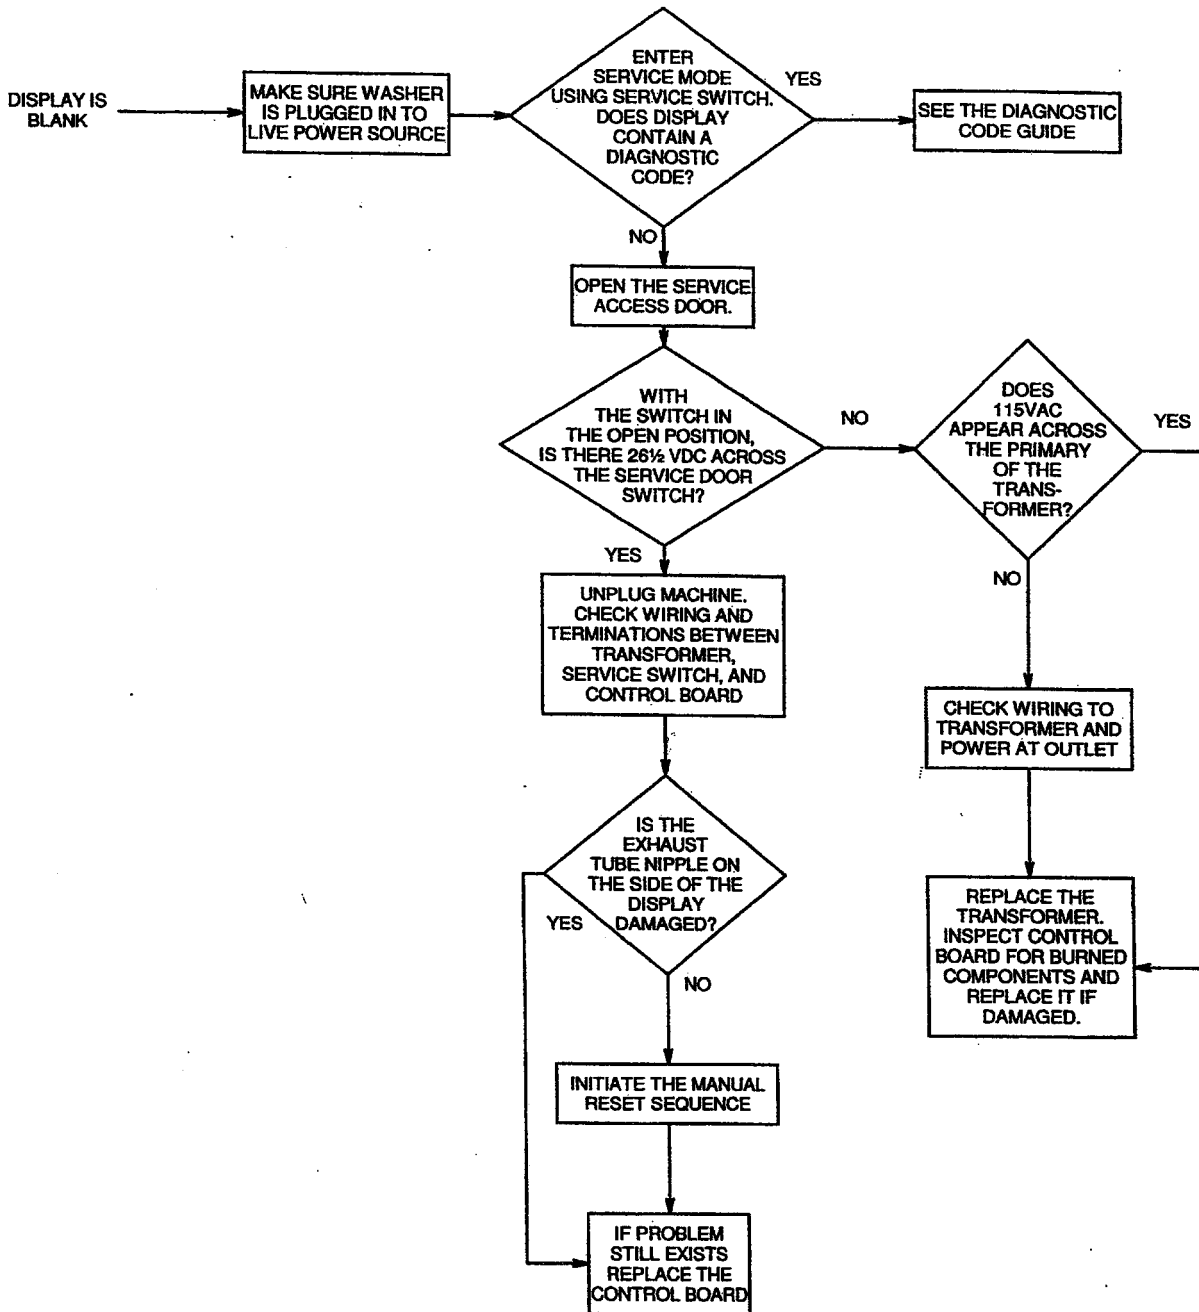 DISPLAY IS
BLANK
MAKE SURE WASHER
IS PLUGGED IN TO
LIVE POWER SOURCE
ENTER
SERVICE MODE
USING SERVICE SWITCH.
DOES DISPLAY
CONTAIN A
DIAGNOSTIC
CODE?
YES
SEE THE DIAGNOSTIC
CODE GUIDE
NO
OPEN THE SERVICE
ACCESS DOOR.
WITH
THE SWITCH IN
THE OPEN POSITION,
IS THERE 26½ VDC ACROSS
THE SERVICE DOOR
SWITCH?
NO
DOES
115VAC
APPEAR ACROSS
THE PRIMARY
OF THE
TRANS-
FORMER?
YES
YES
UNPLUG MACHINE.
CHECK WIRING AND
TERMINATIONS BETWEEN
TRANSFORMER,
SERVICE SWITCH, AND
CONTROL BOARD
NO
CHECK WIRING TO
TRANSFORMER AND
POWER AT OUTLET
IS THE
EXHAUST
TUBE NIPPLE ON
THE SIDE OF THE
DISPLAY
DAMAGED?
YES
NO
REPLACE THE
TRANSFORMER.
INSPECT CONTROL
BOARD FOR BURNED
COMPONENTS AND
REPLACE IT IF
DAMAGED.
INITIATE THE MANUAL
RESET SEQUENCE
IF PROBLEM
STILL EXISTS
REPLACE THE
CONTROL BOARD